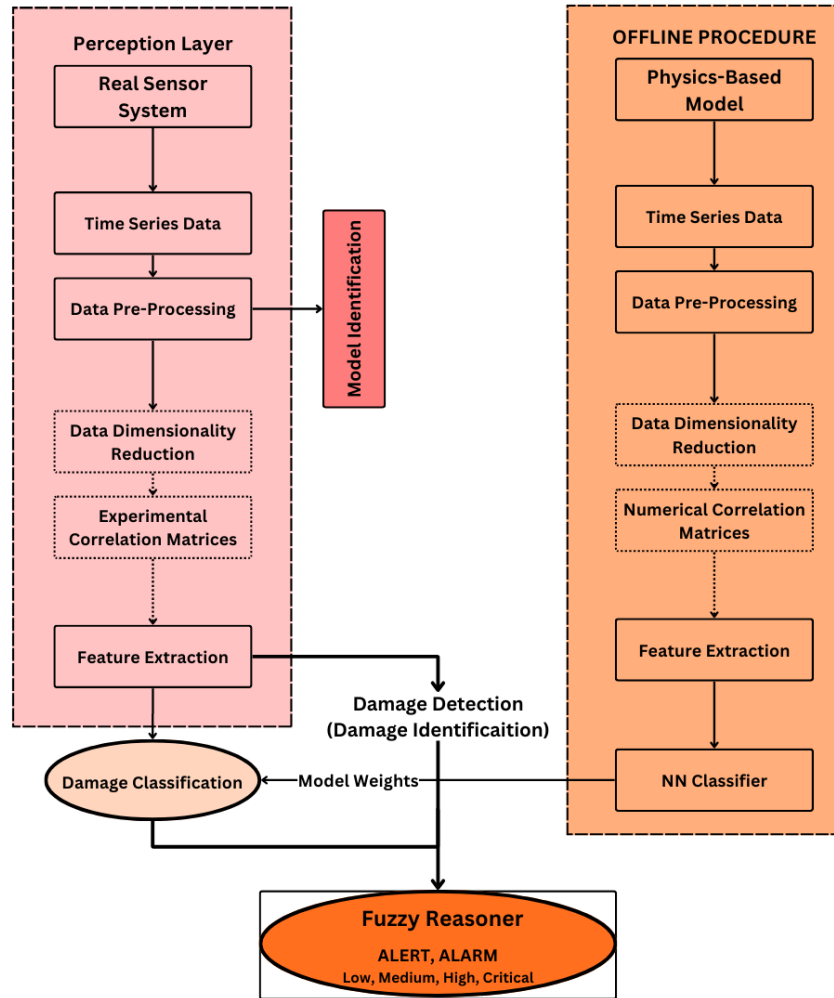 Perception Layer
Real Sensor
System
Time Series Data
Data Pre-Processing
Model Identification
Data Dimensionality
Reduction
Experimental
Correlation Matrices
Feature Extraction
Damage Detection
(Damage Identificaition)
Damage Classification
Model Weights
OFFLINE PROCEDURE
Physics-Based
Model
Time Series Data
Data Pre-Processing
Data Dimensionality
Reduction
Numerical Correlation
Matrices
Feature Extraction
NN Classifier
Fuzzy Reasoner
ALERT, ALARM
Low, Medium, High, Critical